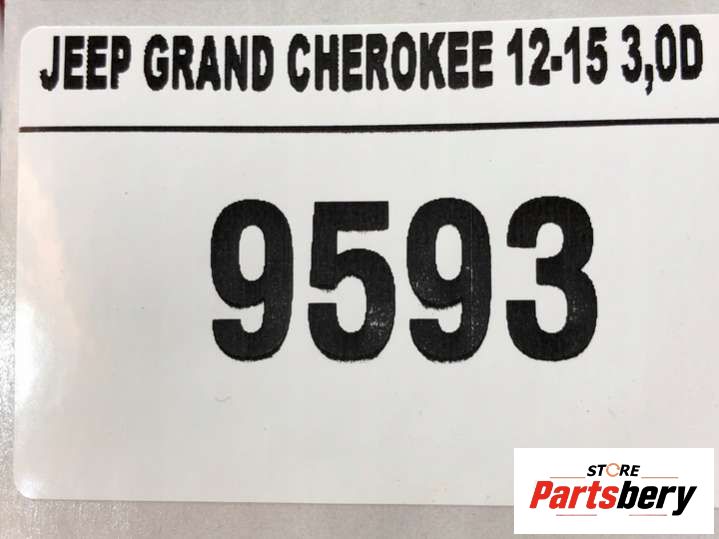 JEEP GRAND CHEROKEE 12-15 3,0D
9593
STORE
Partsbery